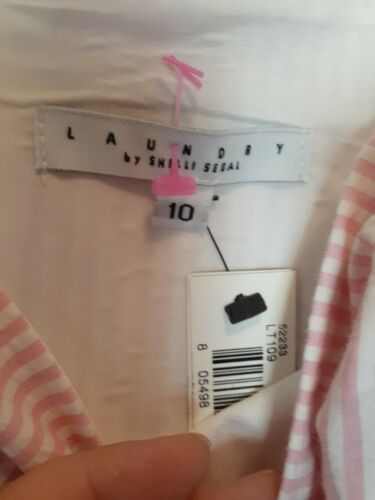 LAUNDRY
by SHELLI SEGAL
10
52233
LT109
8 05498